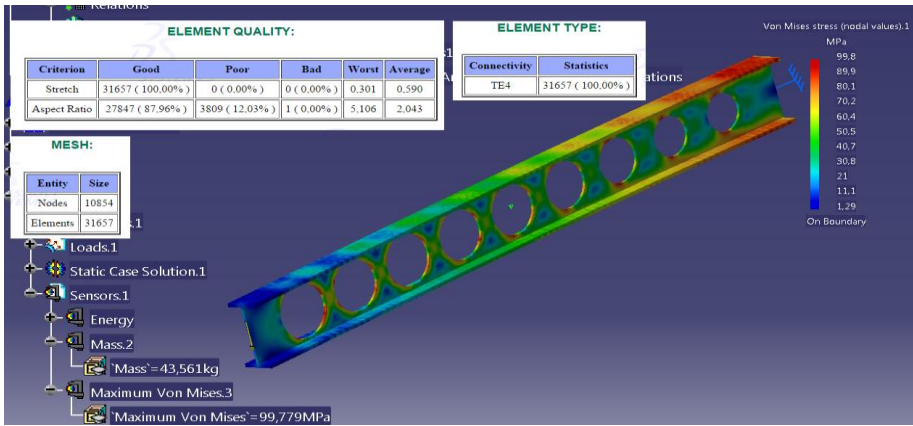 Relations
ELEMENT QUALITY:
Criterion Good Poor Bad Worst Average
Stretch 31657 ( 100,00% ) 0 ( 0,00% ) 0 ( 0,00% ) 0,301 0,590
Aspect Ratio 27847 ( 87,96% ) 3809 ( 12,03% ) 1 ( 0,00% ) 5,106 2,043
ELEMENT TYPE:
Connectivity Statistics
TE4 31657 ( 100,00% )
ations
MESH:
Entity Size
Nodes 10854
Elements 31657
Loads.1
Static Case Solution.1
Sensors.1
Energy
Mass.2
`Mass`=43,561kg
Maximum Von Mises.3
`Maximum Von Mises`=99,779MPa
Von Mises stress (nodal values).1
MPa
99,8
89,9
80,1
70,2
60,4
50,5
40,7
30,8
21
11,1
1,29
On Boundary